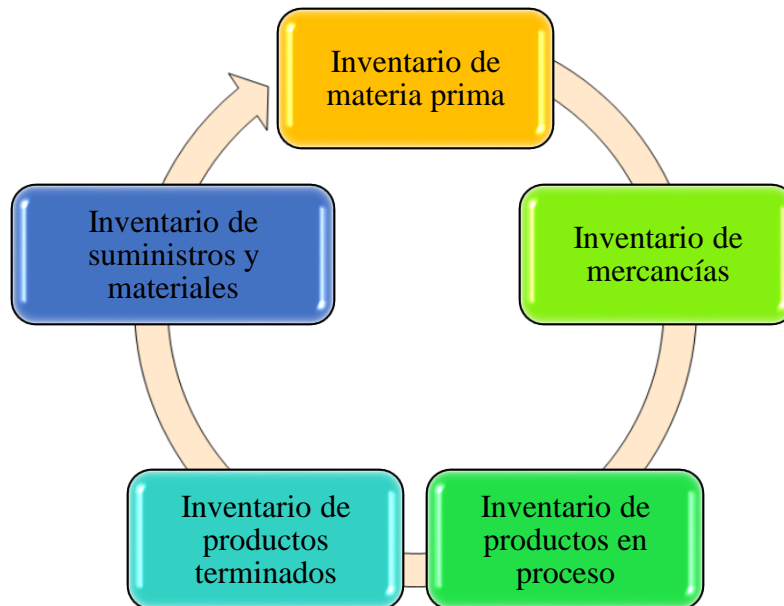 Inventario de
materia prima
Inventario de
mercancías
Inventario de
productos en
proceso
Inventario de
productos
terminados
Inventario de
suministros y
materiales